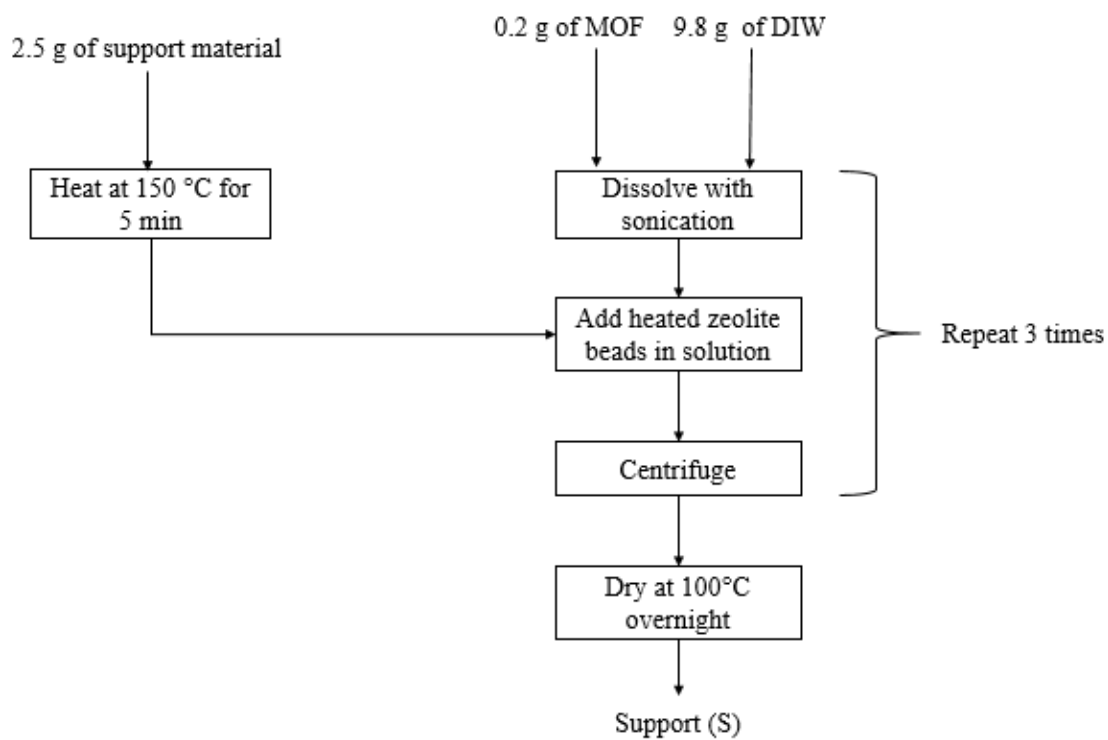 0.2 g of MOF
9.8 g  of DIW
2.5 g of support material
Heat at 150 °C for
5 min
Dissolve with
sonication
Add heated zeolite
beads in solution
Repeat 3 times
Centrifuge
Dry at 100°C
overnight
Support (S)